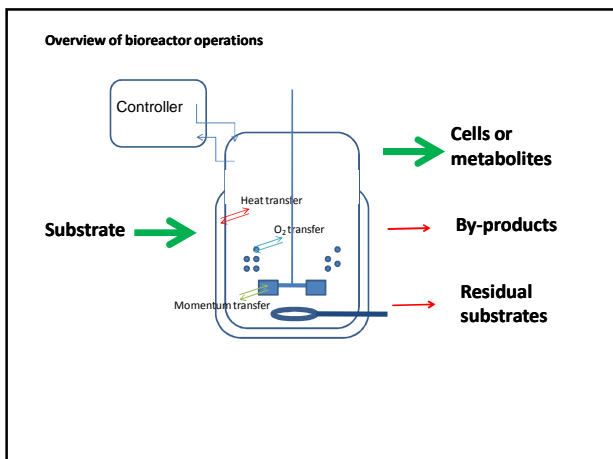 Overview of bioreactor operations
Controller
Cells or
metabolites
Heat transfer
Substrate
By-products
O₂ transfer
Momentum transfer
Residual
substrates